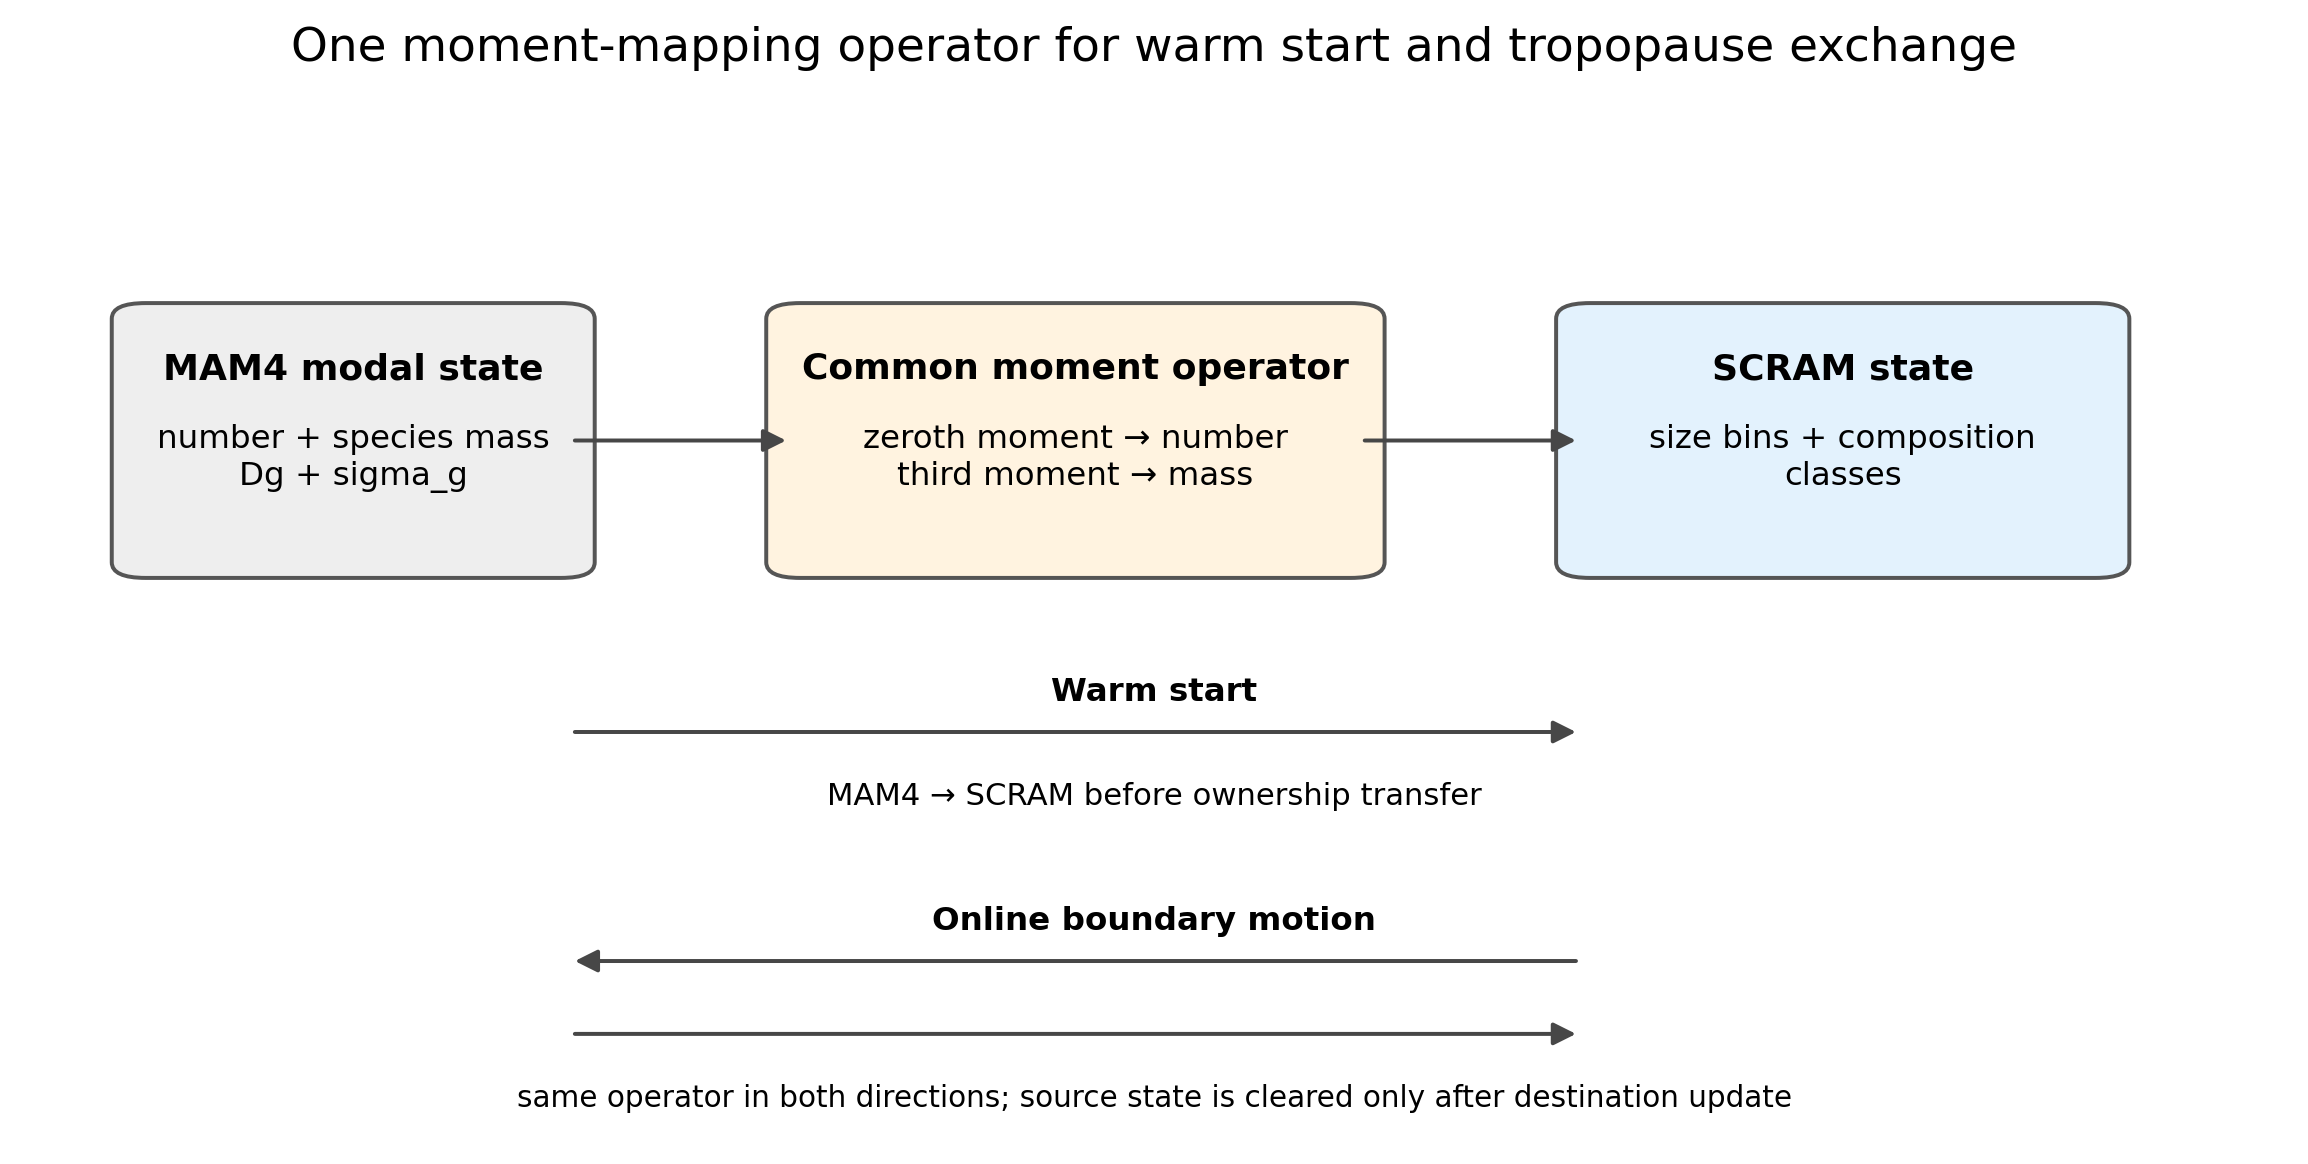 One moment-mapping operator for warm start and tropopause exchange
MAM4 modal state
number + species mass
Dg + sigma_g
Common moment operator
zeroth moment → number
third moment → mass
SCRAM state
size bins + composition
classes
Warm start
MAM4 → SCRAM before ownership transfer
Online boundary motion
same operator in both directions; source state is cleared only after destination update